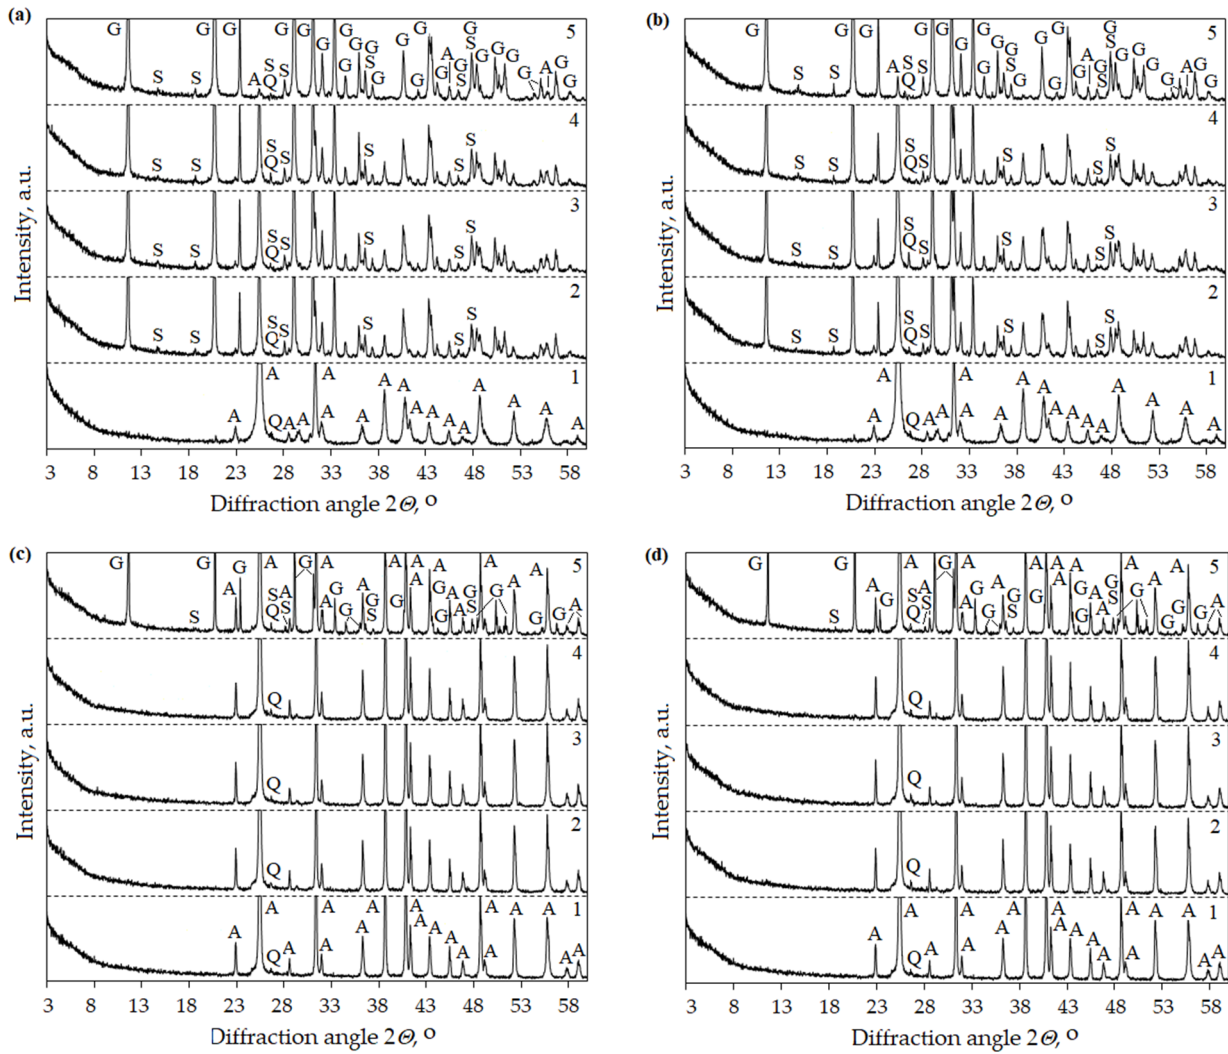 (a)
G G G G G G G G G G G G G G 5
S S A S Q S G S G G A G S G S G G G G A G
4
S S S Q S S S S
3
S S S Q S S S S
2
S S S Q S S S S
1
A A Q A A A A A A A A A A A A A A A
3 8 13 18 23 28 33 38 43 48 53 58
Diffraction angle 2Θ, º
Intensity, a.u.
(b)
G G G G G G G G G G G G G 5
S S A S Q S G S G G A G S G S G G G G A G
4
S S S Q S S S S
3
S S S Q S S S S
2
S S S Q S S S S
1
A A Q A A A A A A A A A A A A A A A
3 8 13 18 23 28 33 38 43 48 53 58
Diffraction angle 2Θ, º
Intensity, a.u.
(c)
G G A G A A A A A A 5
S A G S Q A S A G G A G S G A G G A A G S G A G G A
4
Q
3
Q
2
Q
1
A A Q A A A A A A A A A A A A A A A
3 8 13 18 23 28 33 38 43 48 53 58
Diffraction angle 2Θ, º
Intensity, a.u.
(d)
G G A G A A A A A A 5
S A G S Q A S A G G A G S G A G G A A G S G A G G A
4
Q
3
Q
2
Q
1
A A Q A A A A A A A A A A A A A A A
3 8 13 18 23 28 33 38 43 48 53 58
Diffraction angle 2Θ, º
Intensity, a.u.